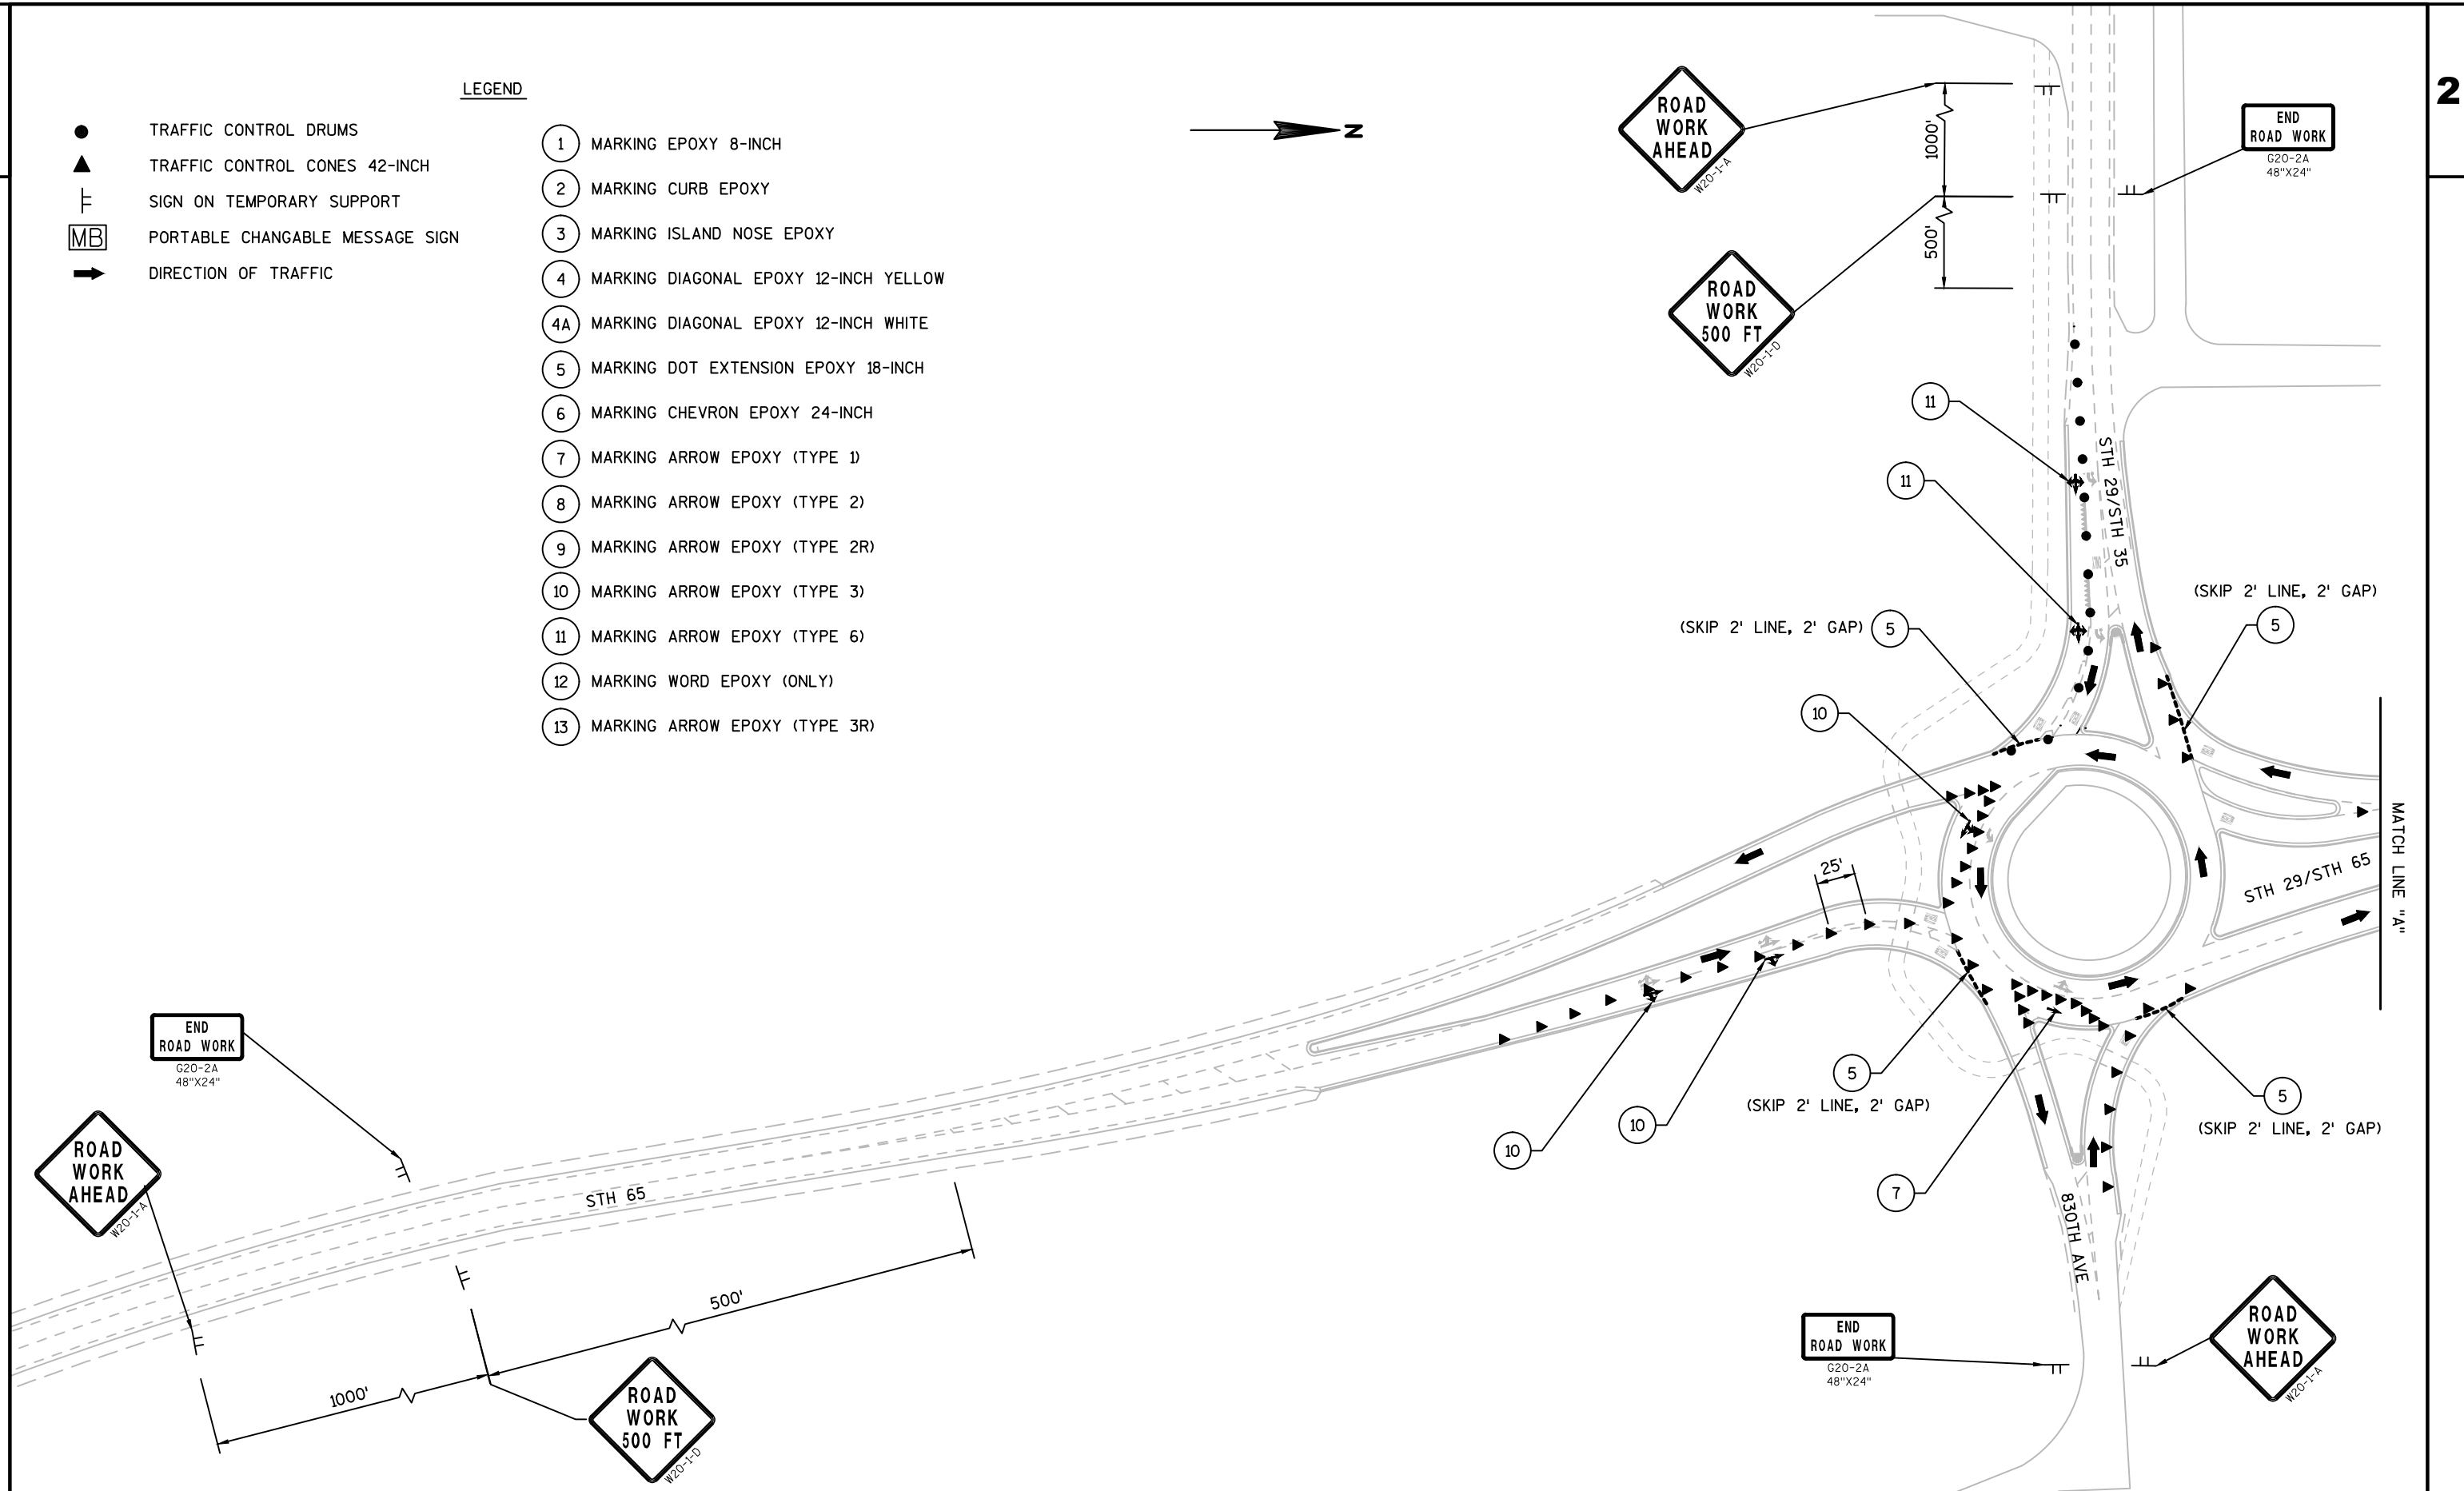 LEGEND
TRAFFIC CONTROL DRUMS
TRAFFIC CONTROL CONES 42-INCH
SIGN ON TEMPORARY SUPPORT
MB PORTABLE CHANGABLE MESSAGE SIGN
DIRECTION OF TRAFFIC
1 MARKING EPOXY 8-INCH
2 MARKING CURB EPOXY
3 MARKING ISLAND NOSE EPOXY
4 MARKING DIAGONAL EPOXY 12-INCH YELLOW
4A MARKING DIAGONAL EPOXY 12-INCH WHITE
5 MARKING DOT EXTENSION EPOXY 18-INCH
6 MARKING CHEVRON EPOXY 24-INCH
7 MARKING ARROW EPOXY (TYPE 1)
8 MARKING ARROW EPOXY (TYPE 2)
9 MARKING ARROW EPOXY (TYPE 2R)
10 MARKING ARROW EPOXY (TYPE 3)
11 MARKING ARROW EPOXY (TYPE 6)
12 MARKING WORD EPOXY (ONLY)
13 MARKING ARROW EPOXY (TYPE 3R)
N
2
ROAD
WORK
AHEAD
W20-1-A
1000'
500'
END
ROAD WORK
G20-2A
48"X24"
ROAD
WORK
500 FT
W20-1-D
11
11
STH 29/STH 35
(SKIP 2' LINE, 2' GAP)
5
(SKIP 2' LINE, 2' GAP) 5
10
MATCH LINE "A"
STH 29/STH 65
25'
5
(SKIP 2' LINE, 2' GAP)
5
(SKIP 2' LINE, 2' GAP)
10
10
7
830TH AVE
END
ROAD WORK
G20-2A
48"X24"
ROAD
WORK
AHEAD
W20-1-A
STH 65
500'
1000'
ROAD
WORK
500 FT
W20-1-D
END
ROAD WORK
G20-2A
48"X24"
ROAD
WORK
AHEAD
W20-1-A